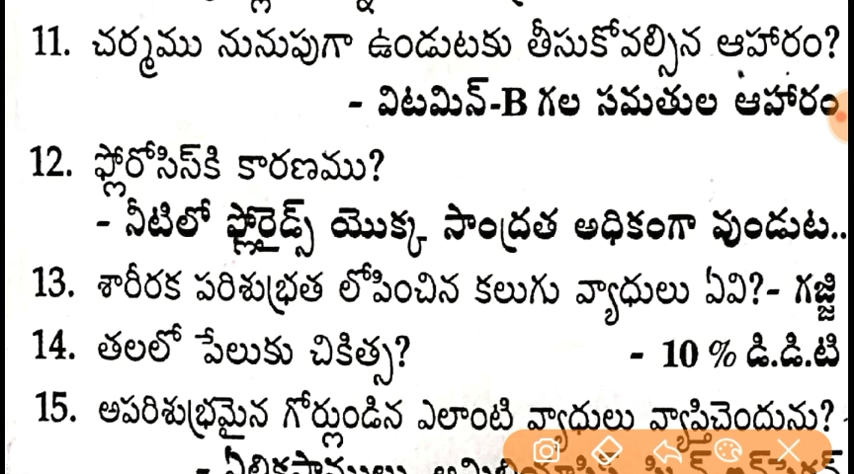 11. చర్మము నునుపుగా ఉండుటకు తీసుకోవల్సిన ఆహారం?
- విటమిన్-B గల సమతుల ఆహారం
12. ఫ్లోరోసిస్‌కి కారణము?
- నీటిలో ఫ్లోరైడ్స్ యొక్క సాంద్రత అధికంగా వుండుట..
13. శారీరక పరిశుభ్రత లోపించిన కలుగు వ్యాధులు ఏవి?- గజ్జి
14. తలలో పేలుకు చికిత్స?
- 10 % డి.డి.టి
15. అపరిశుభ్రమైన గోర్లుండిన ఎలాంటి వ్యాధులు వ్యాప్తిచెందును?